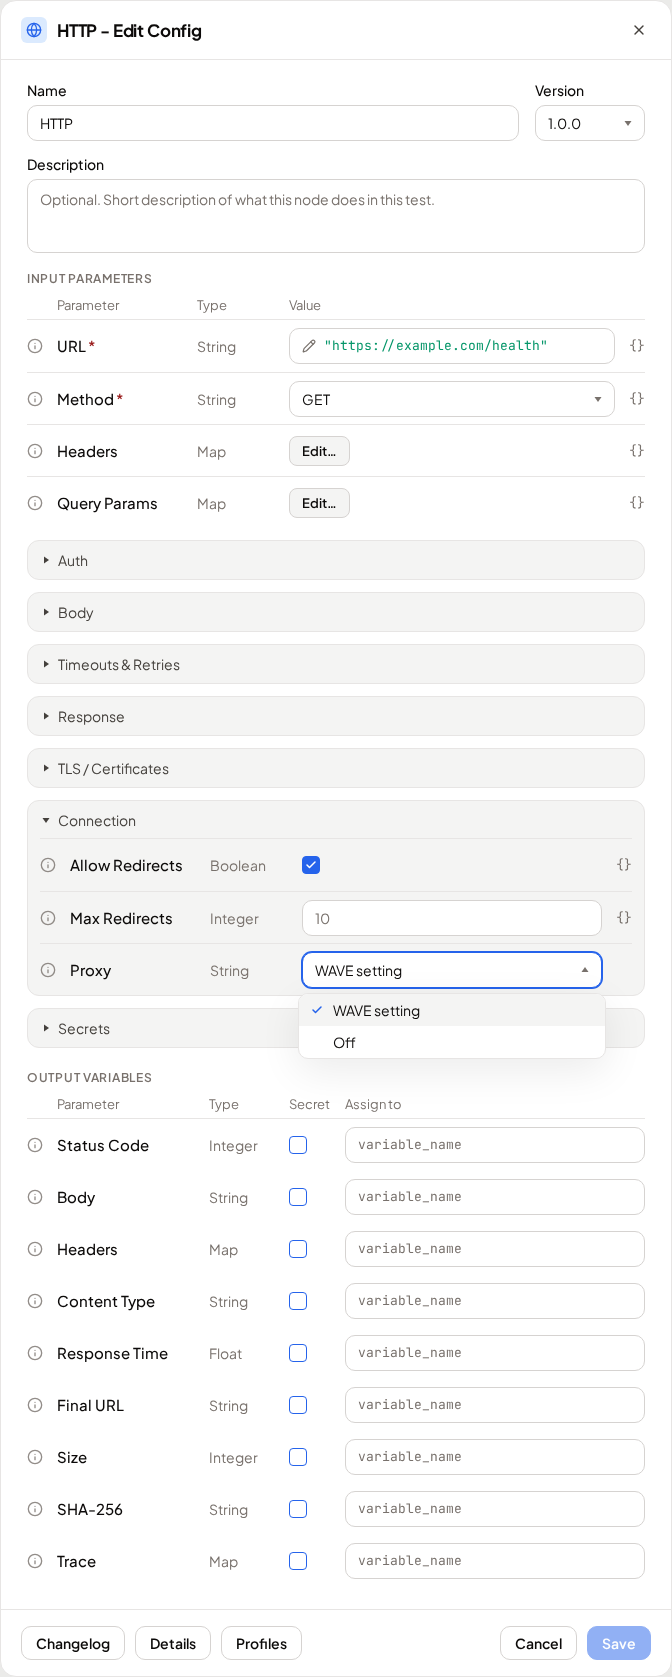 HTTP - Edit Config
Name
Version
HTTP
1.0.0
Description
Optional. Short description of what this node does in this test.
INPUT PARAMETERS
Parameter Type Value
URL * String "https://example.com/health" {}
Method * String GET {}
Headers Map Edit... {}
Query Params Map Edit... {}
Auth
Body
Timeouts & Retries
Response
TLS / Certificates
Connection
Allow Redirects Boolean {}
Max Redirects Integer 10 {}
Proxy String WAVE setting
WAVE setting
Off
Secrets
OUTPUT VARIABLES
Parameter Type Secret Assign to
Status Code Integer variable_name
Body String variable_name
Headers Map variable_name
Content Type String variable_name
Response Time Float variable_name
Final URL String variable_name
Size Integer variable_name
SHA-256 String variable_name
Trace Map variable_name
Changelog Details Profiles Cancel Save